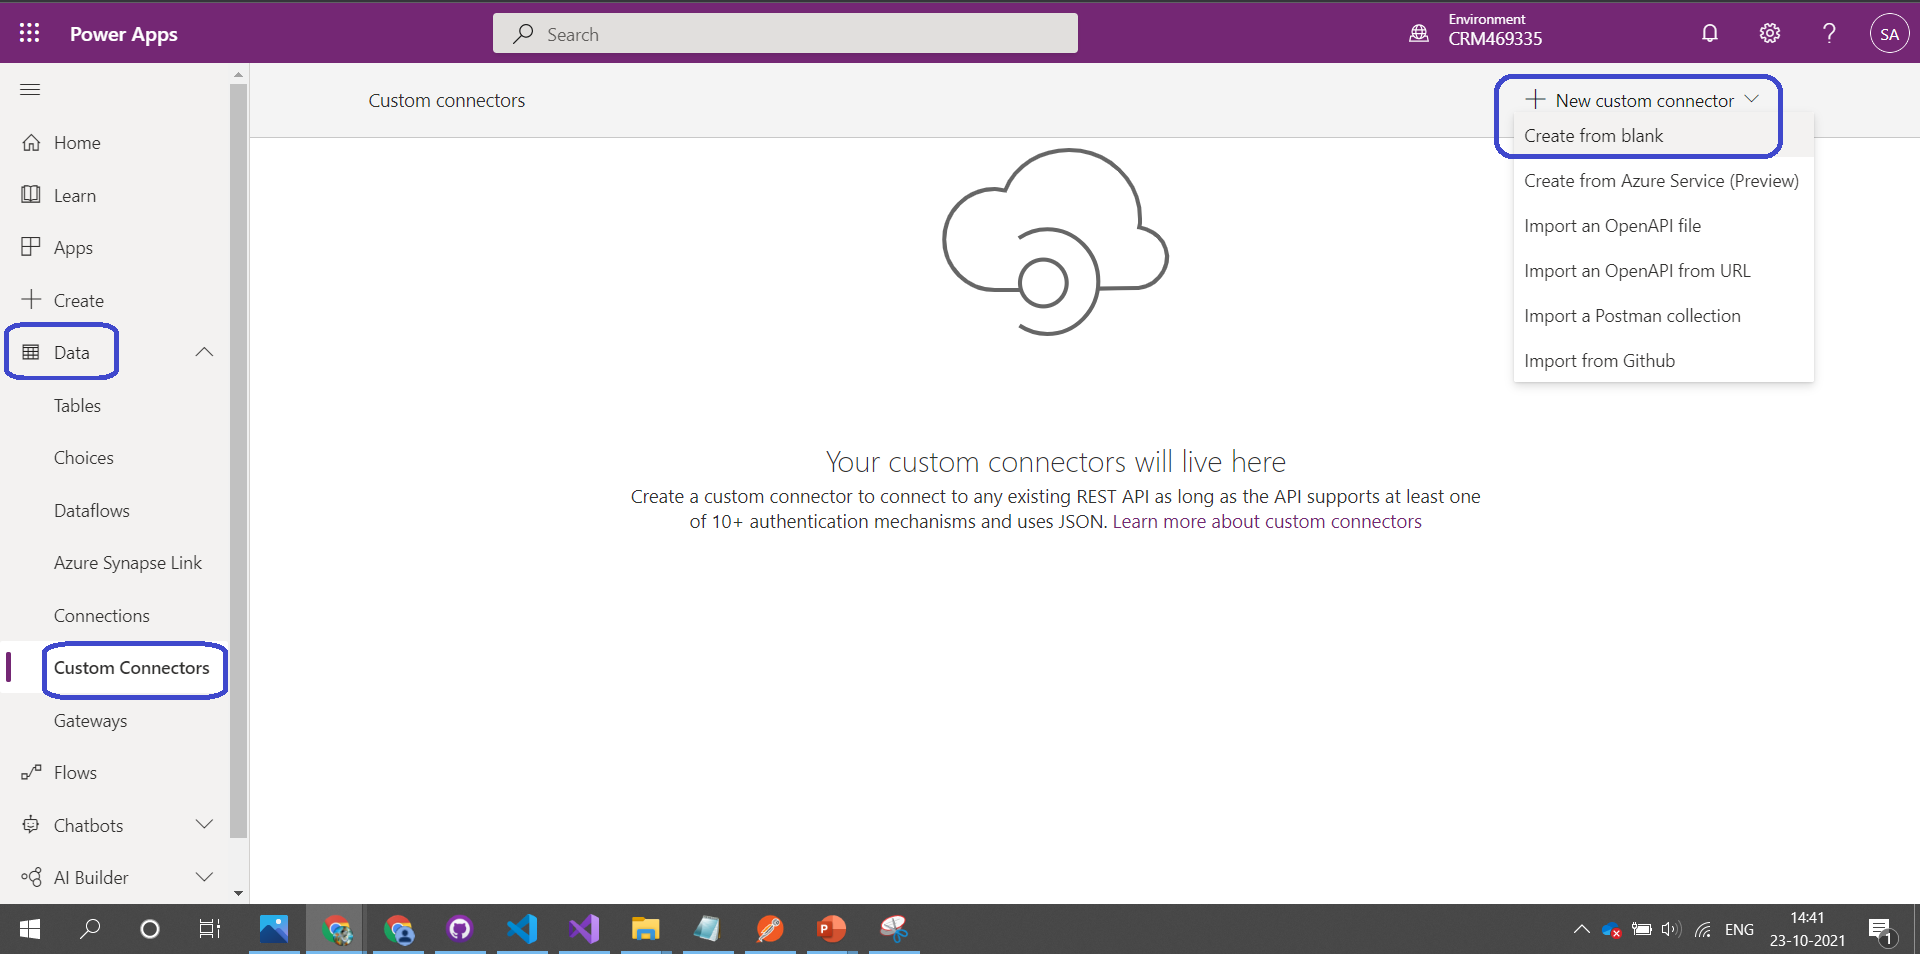 Power Apps
Search
Environment
CRM469335
?
SA
Home
Learn
Apps
Create
Data
Tables
Choices
Dataflows
Azure Synapse Link
Connections
Custom Connectors
Gateways
Flows
Chatbots
AI Builder
Custom connectors
New custom connector
Create from blank
Create from Azure Service (Preview)
Import an OpenAPI file
Import an OpenAPI from URL
Import a Postman collection
Import from Github
Your custom connectors will live here
Create a custom connector to connect to any existing REST API as long as the API supports at least one
of 10+ authentication mechanisms and uses JSON. Learn more about custom connectors
P
ENG
14:41
23-10-2021
1